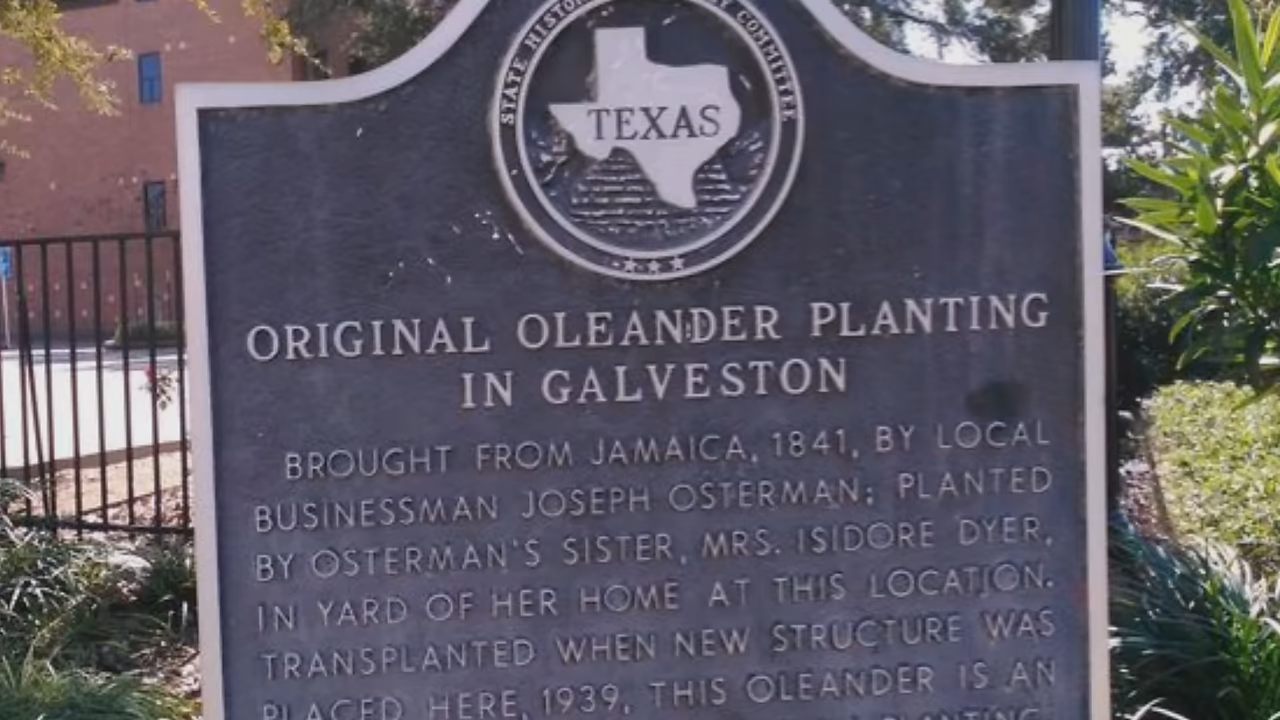 STATE HISTOR COMMITTEE
TEXAS
ORIGINAL OLEANDER PLANTING
IN GALVESTON
BROUGHT FROM JAMAICA, 1841, BY LOCAL
BUSINESSMAN JOSEPH OSTERMAN; PLANTED
BY OSTERMAN'S SISTER, MRS. ISIDORE DYER,
IN YARD OF HER HOME AT THIS LOCATION.
TRANSPLANTED WHEN NEW STRUCTURE WAS
PLACED HERE, 1939, THIS OLEANDER IS AN
PLANTING